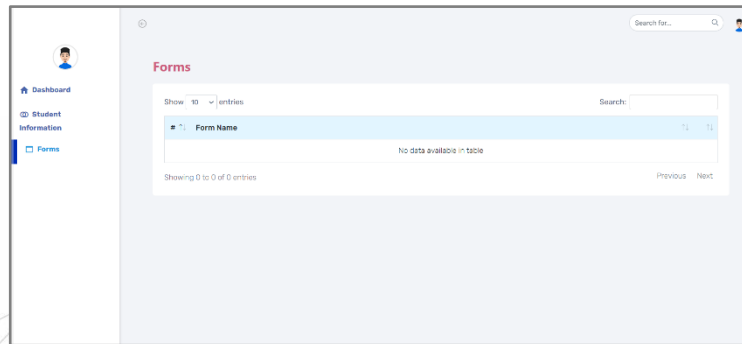 Search for...
Forms
Dashboard
Student
Information
Forms
Show 10 entries
Search:
# Form Name
No data available in table
Showing 0 to 0 of 0 entries
Previous Next